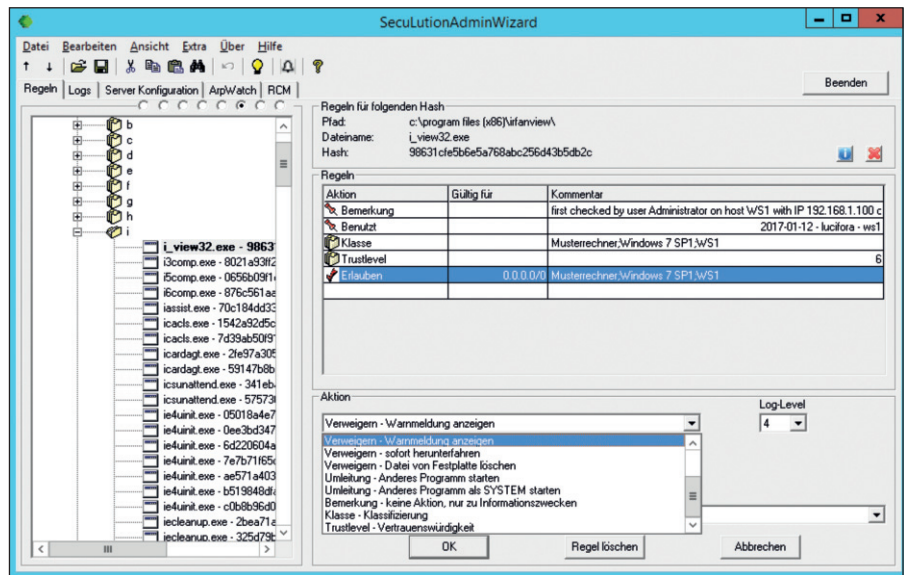 SecuLutionAdminWizard
Datei Bearbeiten Ansicht Extra Über Hilfe
Beenden
Regeln Logs Server Konfiguration ArpWatch RCM
b
c
d
e
f
g
h
i
i_view32.exe - 9863
i3comp.exe - 8021a93ff2
i5comp.exe - 0656b09f1
i6comp.exe - 876c561aa
iassist.exe - 70c184dd33
icacls.exe - 1542a92d5c
icacls.exe - 7d39ab50f9
icardagt.exe - 2fe97a305
icardagt.exe - 59147b8b
icsunattend.exe - 341eb
icsunattend.exe - 57573
ie4uinit.exe - 05018a4e7
ie4uinit.exe - 0ee3bd347
ie4uinit.exe - 6d220604a
ie4uinit.exe - 7e7b71f65
ie4uinit.exe - ae571a403
ie4uinit.exe - b519848df
ie4uinit.exe - c0b8b96d0
iecleanup.exe - 2bea71a
iecleanup.exe - 325d79b
Regeln für folgenden Hash
Pfad: c:\program files (x86)\irfanview\
Dateiname: i_view32.exe
Hash: 98631cfe5b6e5a768abc256d43b5db2c
Regeln
Aktion Gültig für Kommentar
Bemerkung first checked by user Administrator on host WS1 with IP 192.168.1.100 c
Benutzt 2017-01-12 - lucifora - ws1
Klasse Musterrechner;Windows 7 SP1;WS1
Trustlevel 6
Erlauben 0.0.0.0/0 Musterrechner;Windows 7 SP1;WS1
Aktion
Log-Level
Verweigern - Warnmeldung anzeigen 4
Verweigern - Warnmeldung anzeigen
Verweigern - sofort herunterfahren
Verweigern - Datei von Festplatte löschen
Umleitung - Anderes Programm starten
Umleitung - Anderes Programm als SYSTEM starten
Bemerkung - keine Aktion, nur zu Informationszwecken
Klasse - Klassifizierung
Trustlevel - Vertrauenswürdigkeit
OK Regel löschen Abbrechen